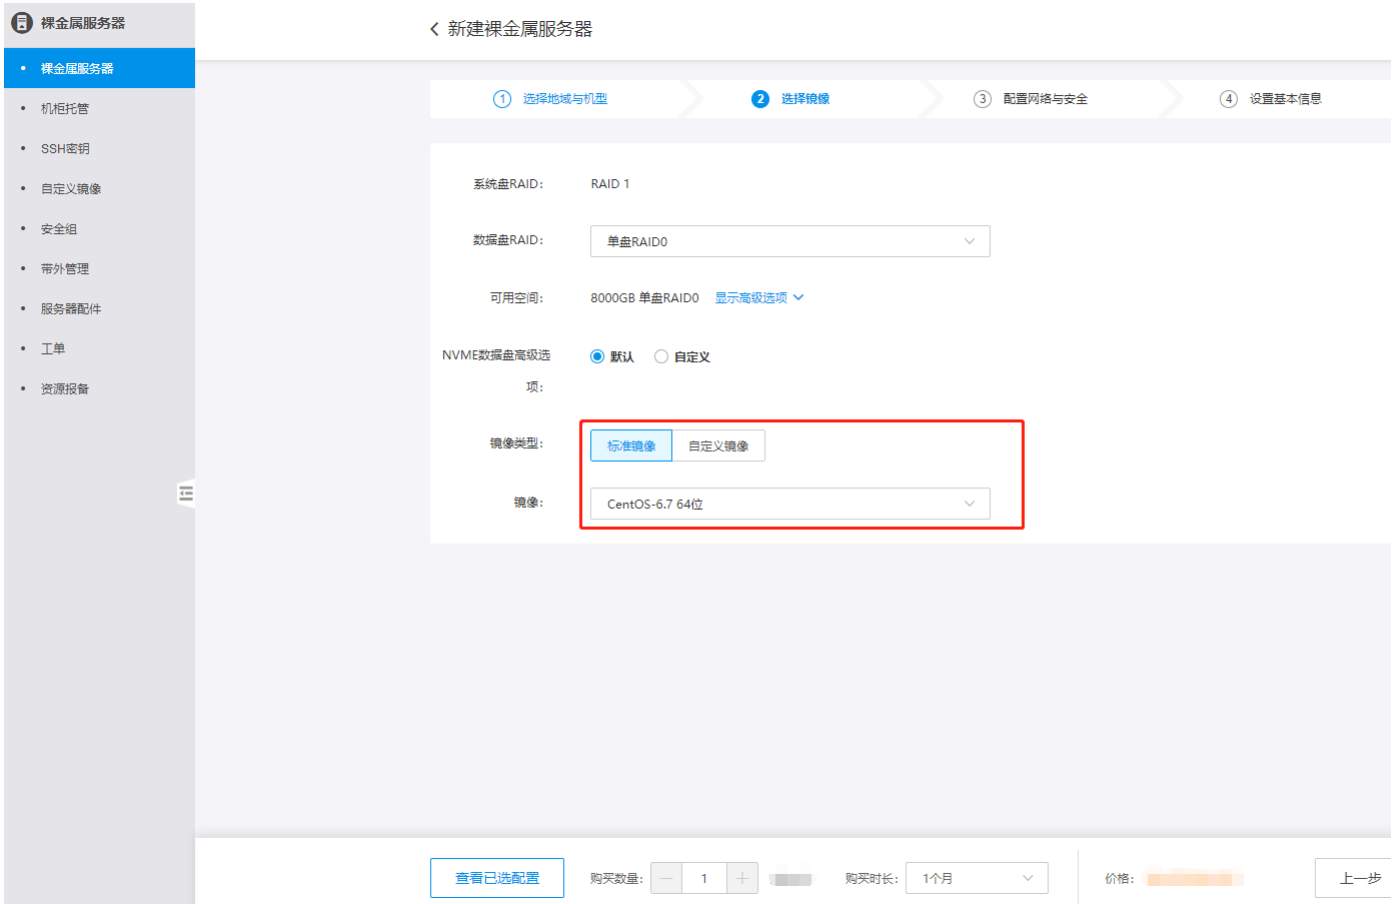 裸金属服务器
裸金属服务器
机柜托管
SSH密钥
自定义镜像
安全组
带外管理
服务器配件
工单
资源报备
新建裸金属服务器
1 选择地域与机型
2 选择镜像
3 配置网络与安全
4 设置基本信息
系统盘RAID： RAID 1
数据盘RAID： 单盘RAID0
可用空间： 8000GB 单盘RAID0 显示高级选项
NVME数据盘高级选
项：
默认 自定义
镜像类型： 标准镜像 自定义镜像
镜像： CentOS-6.7 64位
查看已选配置 购买数量： 1 购买时长： 1个月 价格： 上一步